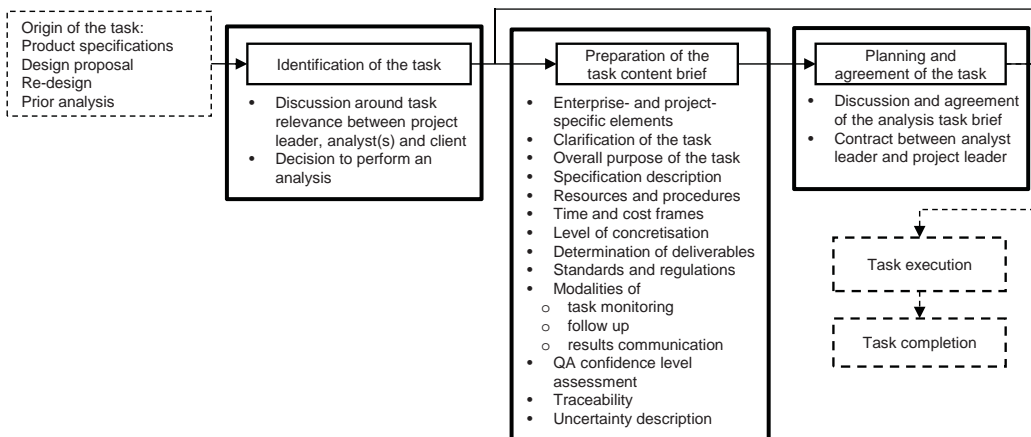 Origin of the task:
Product specifications
Design proposal
Re-design
Prior analysis
Identification of the task
• Discussion around task
relevance between project
leader, analyst(s) and client
• Decision to perform an
analysis
Preparation of the
task content brief
• Enterprise- and project-
specific elements
• Clarification of the task
• Overall purpose of the task
• Specification description
• Resources and procedures
• Time and cost frames
• Level of concretisation
• Determination of deliverables
• Standards and regulations
• Modalities of
o task monitoring
o follow up
o results communication
• QA confidence level
assessment
• Traceability
• Uncertainty description
Planning and
agreement of the task
• Discussion and agreement
of the analysis task brief
• Contract between analyst
leader and project leader
Task execution
Task completion